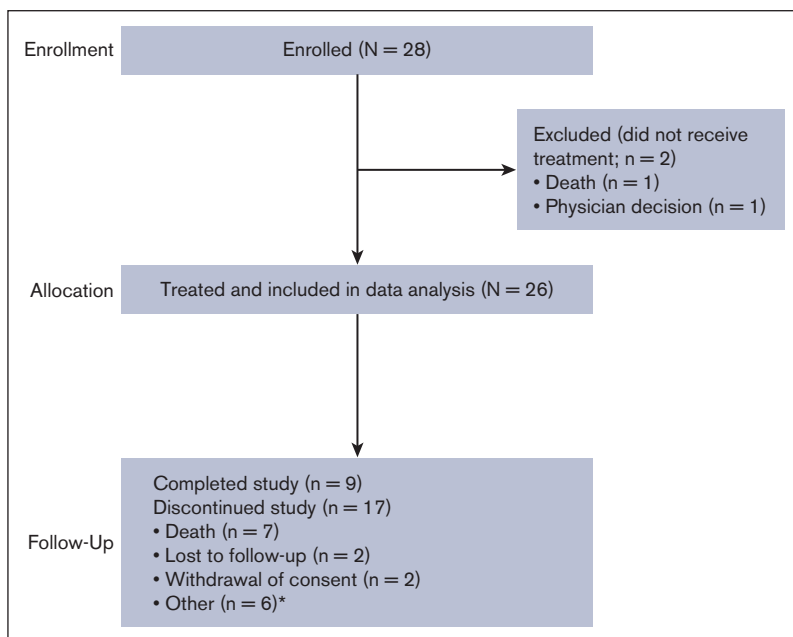 Enrollment
Enrolled (N = 28)
Excluded (did not receive
treatment; n = 2)
• Death (n = 1)
• Physician decision (n = 1)
Allocation
Treated and included in data analysis (N = 26)
Follow-Up
Completed study (n = 9)
Discontinued study (n = 17)
• Death (n = 7)
• Lost to follow-up (n = 2)
• Withdrawal of consent (n = 2)
• Other (n = 6)*